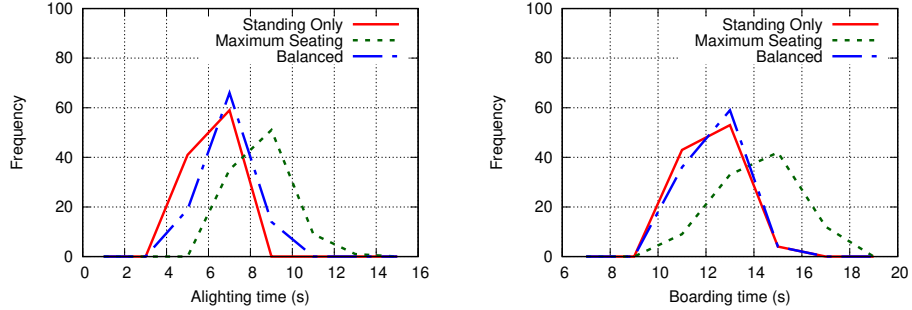 100
80
60
40
20
0
Frequency
Standing Only
Maximum Seating
Balanced
0 2 4 6 8 10 12 14 16
Alighting time (s)
100
80
60
40
20
0
Frequency
Standing Only
Maximum Seating
Balanced
6 8 10 12 14 16 18 20
Boarding time (s)